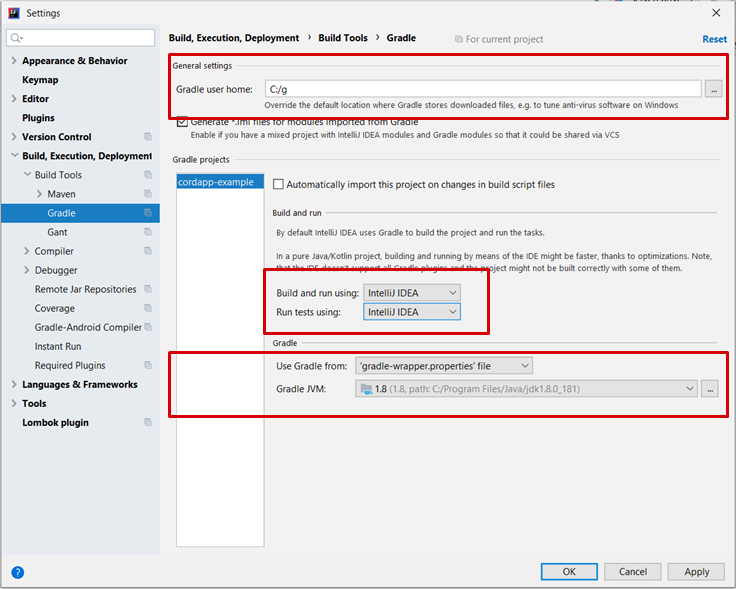 Settings
Build, Execution, Deployment › Build Tools › Gradle
For current project
Reset
Appearance & Behavior
Keymap
Editor
Plugins
Version Control
Build, Execution, Deployment
Build Tools
Maven
Gradle
Gant
Compiler
Debugger
Remote Jar Repositories
Coverage
Gradle-Android Compiler
Instant Run
Required Plugins
Languages & Frameworks
Tools
Lombok plugin
General settings
Gradle user home: C:/g ...
Override the default location where Gradle stores downloaded files, e.g. to tune anti-virus software on Windows
Generate *.iml files for modules imported from Gradle
Enable if you have a mixed project with IntelliJ IDEA modules and Gradle modules so that it could be shared via VCS
Gradle projects
cordapp-example
Automatically import this project on changes in build script files
Build and run
By default IntelliJ IDEA uses Gradle to build the project and run the tasks.
In a pure Java/Kotlin project, building and running by means of the IDE might be faster, thanks to optimizations. Note,
that the IDE doesn't support all Gradle plugins and the project might not be built correctly with some of them.
Build and run using: IntelliJ IDEA
Run tests using: IntelliJ IDEA
Gradle
Use Gradle from: 'gradle-wrapper.properties' file
Gradle JVM: 1.8 (1.8, path: C:/Program Files/Java/jdk1.8.0_181) ...
?
OK
Cancel
Apply